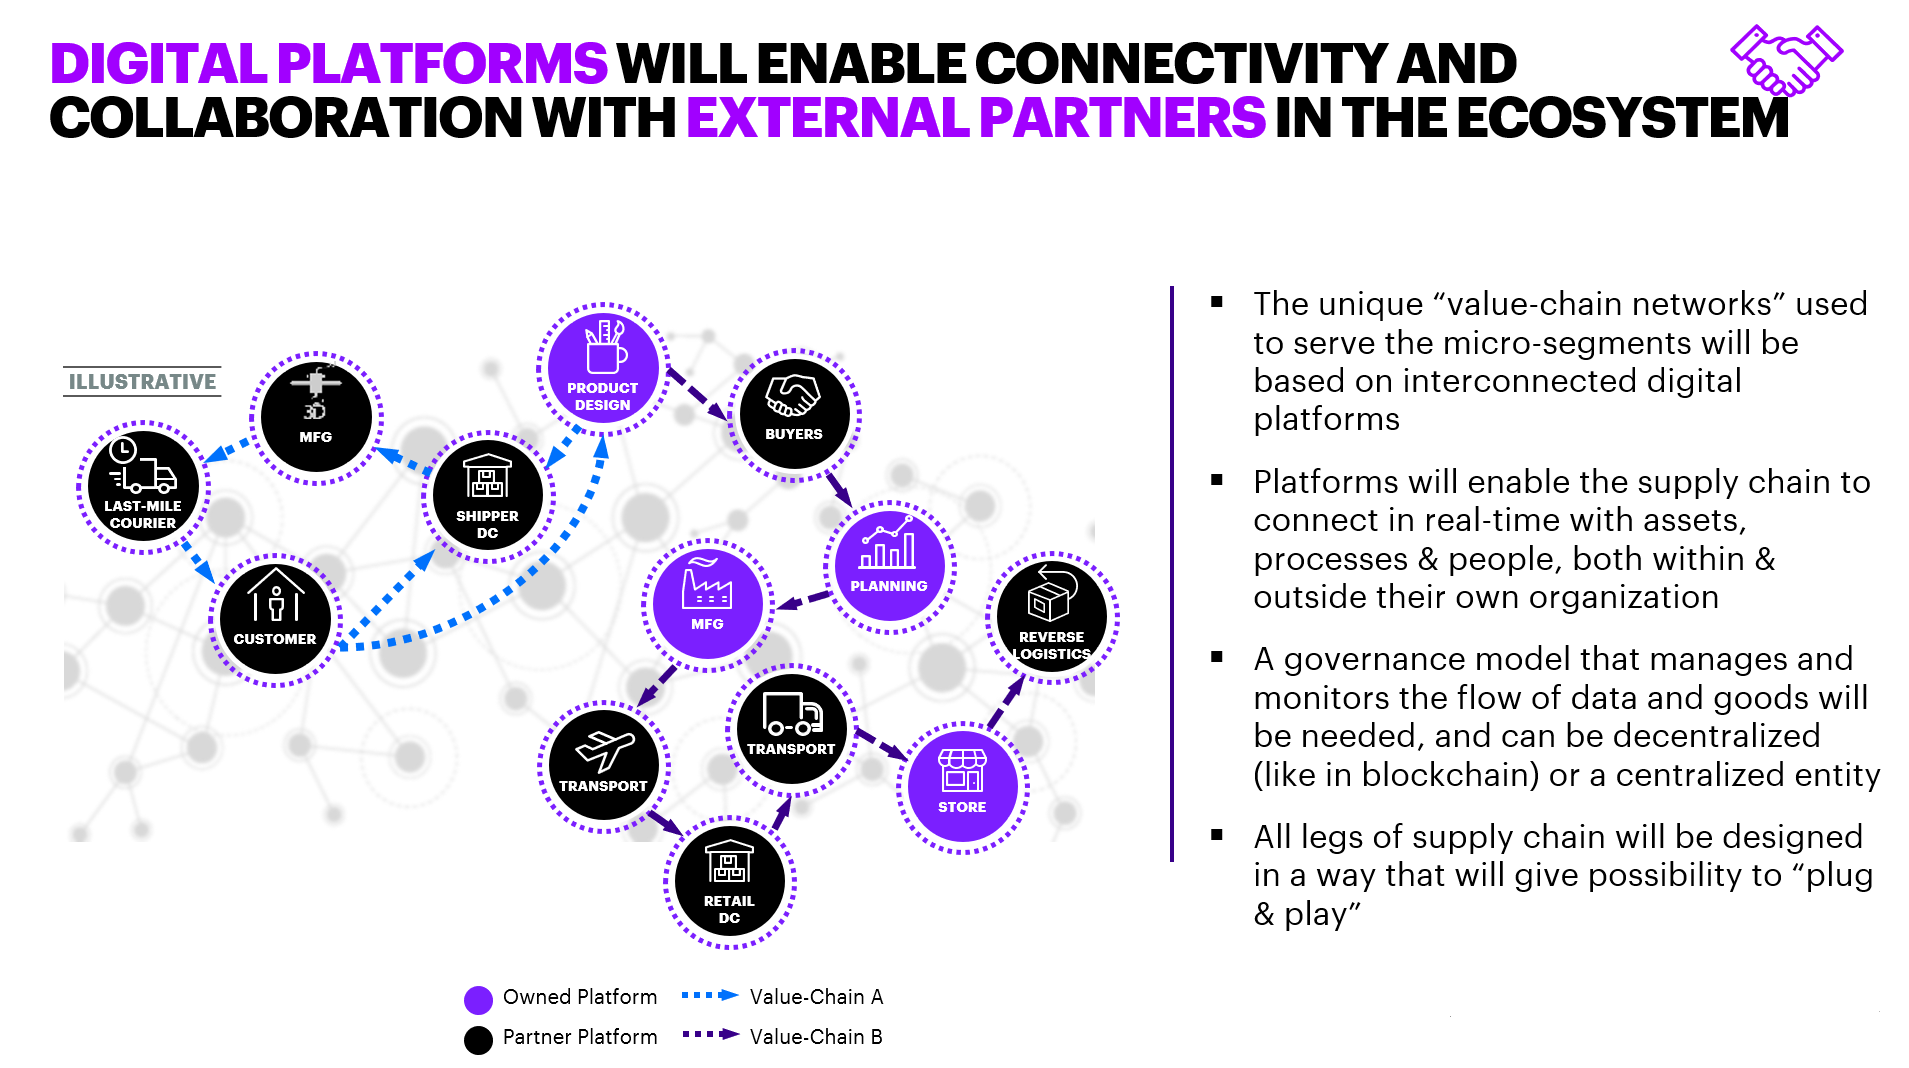 DIGITAL PLATFORMS WILL ENABLE CONNECTIVITY AND
COLLABORATION WITH EXTERNAL PARTNERS IN THE ECOSYSTEM
ILLUSTRATIVE
3D
MFG
LAST-MILE
COURIER
CUSTOMER
SHIPPER
DC
PRODUCT
DESIGN
BUYERS
PLANNING
MFG
TRANSPORT
RETAIL
DC
TRANSPORT
STORE
REVERSE
LOGISTICS
Owned Platform
Value-Chain A
Partner Platform
Value-Chain B
▪ The unique “value-chain networks” used
to serve the micro-segments will be
based on interconnected digital
platforms
▪ Platforms will enable the supply chain to
connect in real-time with assets,
processes & people, both within &
outside their own organization
▪ A governance model that manages and
monitors the flow of data and goods will
be needed, and can be decentralized
(like in blockchain) or a centralized entity
▪ All legs of supply chain will be designed
in a way that will give possibility to “plug
& play”